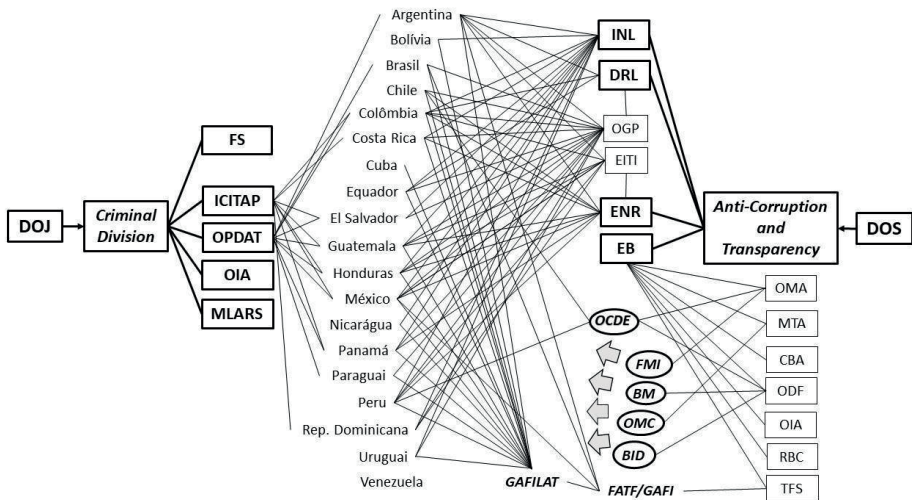 DOJ
Criminal
Division
FS
ICITAP
OPDAT
OIA
MLARS
Argentina
Bolívia
Brasil
Chile
Colômbia
Costa Rica
Cuba
Equador
El Salvador
Guatemala
Honduras
México
Nicarágua
Panamá
Paraguai
Peru
Rep. Dominicana
Uruguai
Venezuela
INL
DRL
OGP
EITI
ENR
EB
OCDE
FMI
BM
OMC
BID
GAFILAT
FATF/GAFI
Anti-Corruption
and
Transparency
DOS
OMA
MTA
CBA
ODF
OIA
RBC
TFS